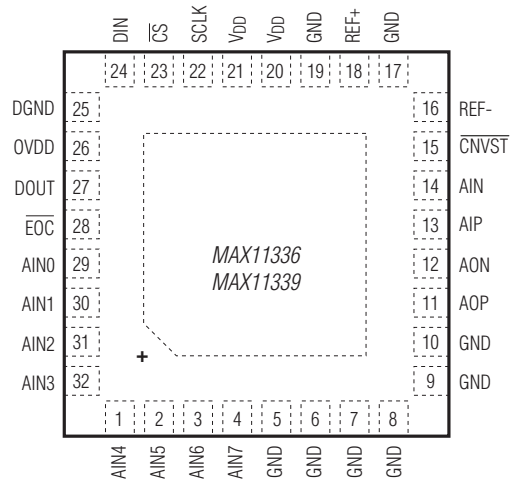 DIN CS SCLK VDD VDD GND REF+ GND
24 23 22 21 20 19 18 17
DGND 25 16 REF-
OVDD 26 15 CNVST
DOUT 27 14 AIN
EOC 28 13 AIP
AIN0 29 12 AON
AIN1 30 11 AOP
AIN2 31 10 GND
AIN3 32 9 GND
MAX11336
MAX11339
+
1 2 3 4 5 6 7 8
AIN4 AIN5 AIN6 AIN7 GND GND GND GND